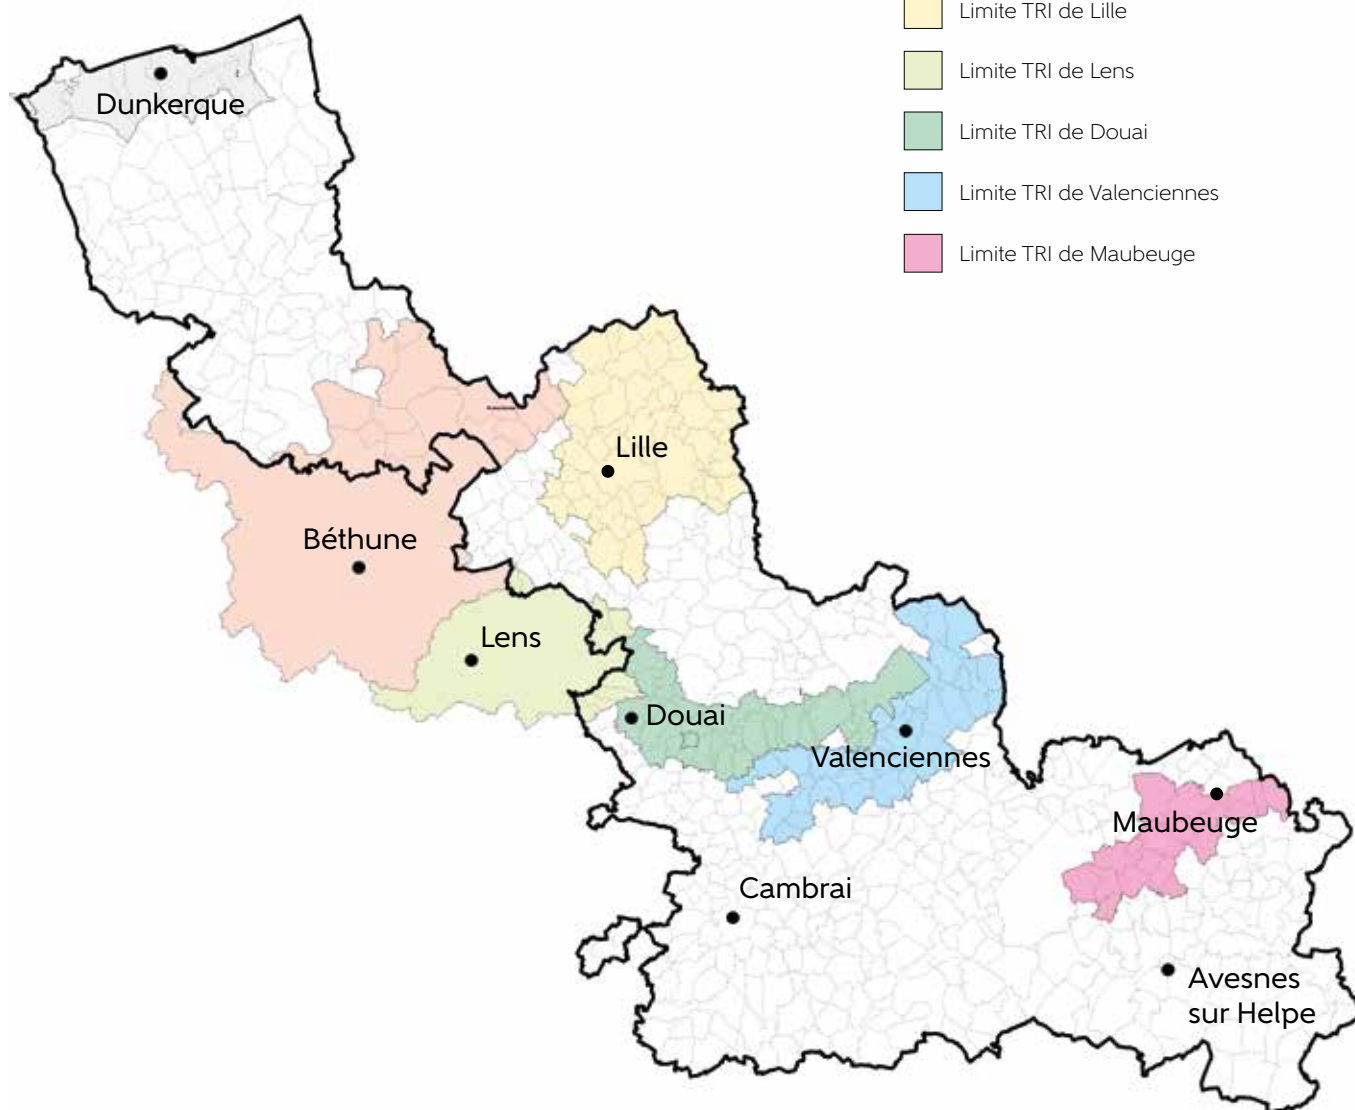 Limite TRI de Lille
Limite TRI de Lens
Limite TRI de Douai
Limite TRI de Valenciennes
Limite TRI de Maubeuge
Dunkerque
Lille
Béthune
Lens
Douai
Valenciennes
Maubeuge
Cambrai
Avesnes
sur Helpe